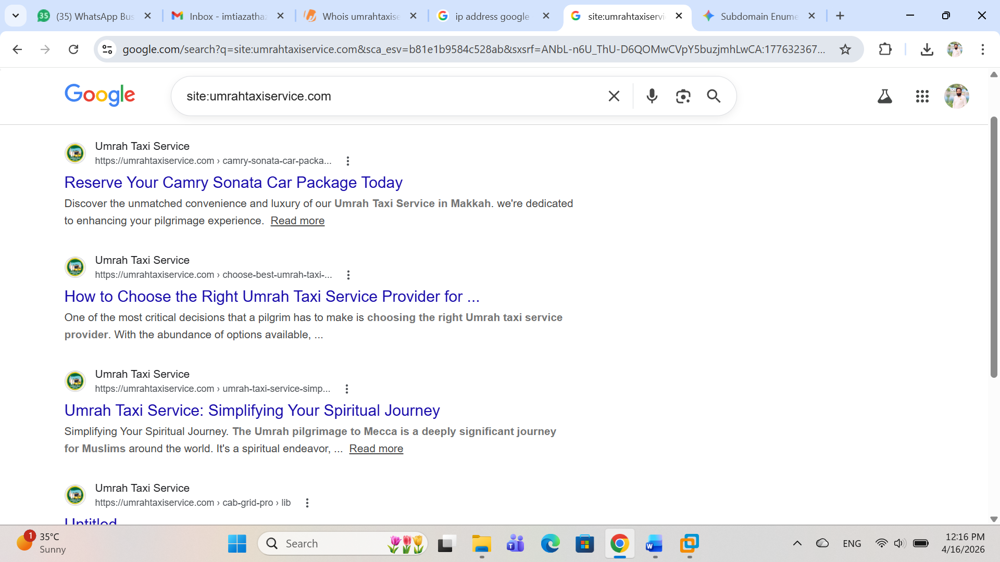 35
(35) WhatsApp Bus
Inbox - imtiazathaz
Whois umrahtaxise
ip address google
site:umrahtaxiservi
Subdomain Enume
google.com/search?q=site:umrahtaxiservice.com&sca_esv=b81e1b9584c528ab&sxsrf=ANbL-n6U_ThU-D6QOMwCVpY5buzjmhLwCA:177632367...
Google
site:umrahtaxiservice.com
Umrah Taxi Service
https://umrahtaxiservice.com › camry-sonata-car-packa...
Reserve Your Camry Sonata Car Package Today
Discover the unmatched convenience and luxury of our Umrah Taxi Service in Makkah. we're dedicated
to enhancing your pilgrimage experience. Read more
Umrah Taxi Service
https://umrahtaxiservice.com › choose-best-umrah-taxi-...
How to Choose the Right Umrah Taxi Service Provider for ...
One of the most critical decisions that a pilgrim has to make is choosing the right Umrah taxi service
provider. With the abundance of options available, ...
Umrah Taxi Service
https://umrahtaxiservice.com › umrah-taxi-service-simp...
Umrah Taxi Service: Simplifying Your Spiritual Journey
Simplifying Your Spiritual Journey. The Umrah pilgrimage to Mecca is a deeply significant journey
for Muslims around the world. It's a spiritual endeavor, ... Read more
Umrah Taxi Service
https://umrahtaxiservice.com › cab-grid-pro › lib
Untitled
1
35°C
Sunny
Search
ENG
12:16 PM
4/16/2026